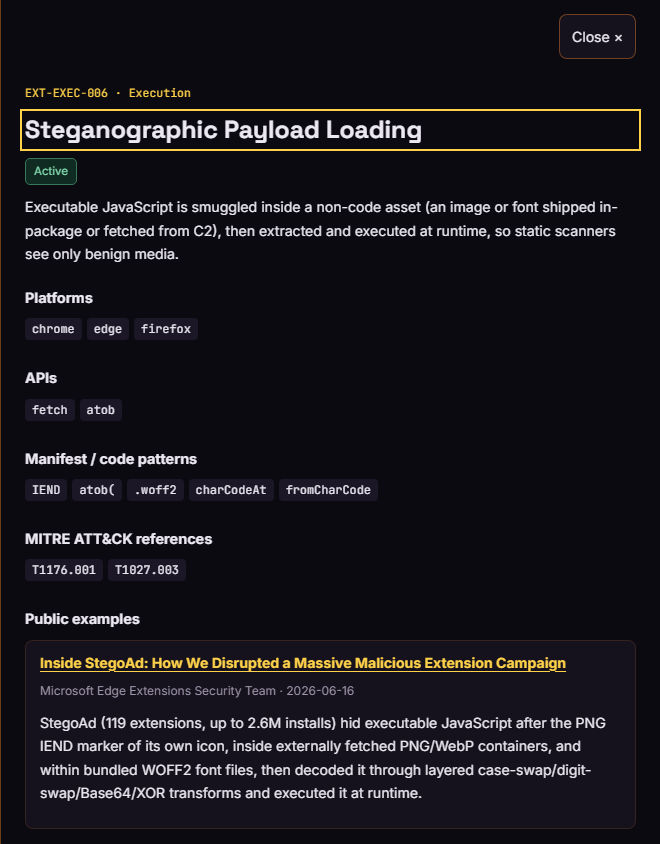 Close ×
EXT-EXEC-006 · Execution
Steganographic Payload Loading
Active
Executable JavaScript is smuggled inside a non-code asset (an image or font shipped in-
package or fetched from C2), then extracted and executed at runtime, so static scanners
see only benign media.
Platforms
chrome edge firefox
APIs
fetch atob
Manifest / code patterns
IEND atob( .woff2 charCodeAt fromCharCode
MITRE ATT&CK references
T1176.001 T1027.003
Public examples
Inside StegoAd: How We Disrupted a Massive Malicious Extension Campaign
Microsoft Edge Extensions Security Team · 2026-06-16
StegoAd (119 extensions, up to 2.6M installs) hid executable JavaScript after the PNG
IEND marker of its own icon, inside externally fetched PNG/WebP containers, and
within bundled WOFF2 font files, then decoded it through layered case-swap/digit-
swap/Base64/XOR transforms and executed it at runtime.